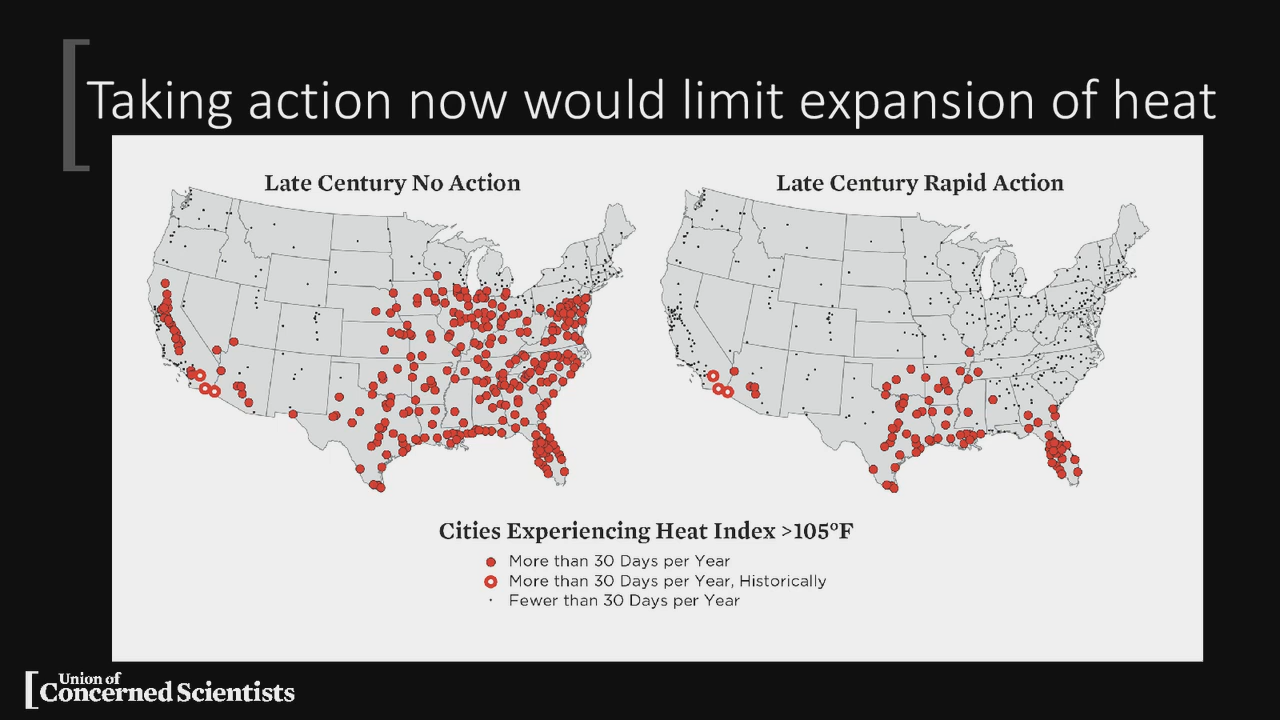 Taking action now would limit expansion of heat
Late Century No Action
Late Century Rapid Action
Cities Experiencing Heat Index >105°F
More than 30 Days per Year
More than 30 Days per Year, Historically
Fewer than 30 Days per Year
Union of
Concerned Scientists